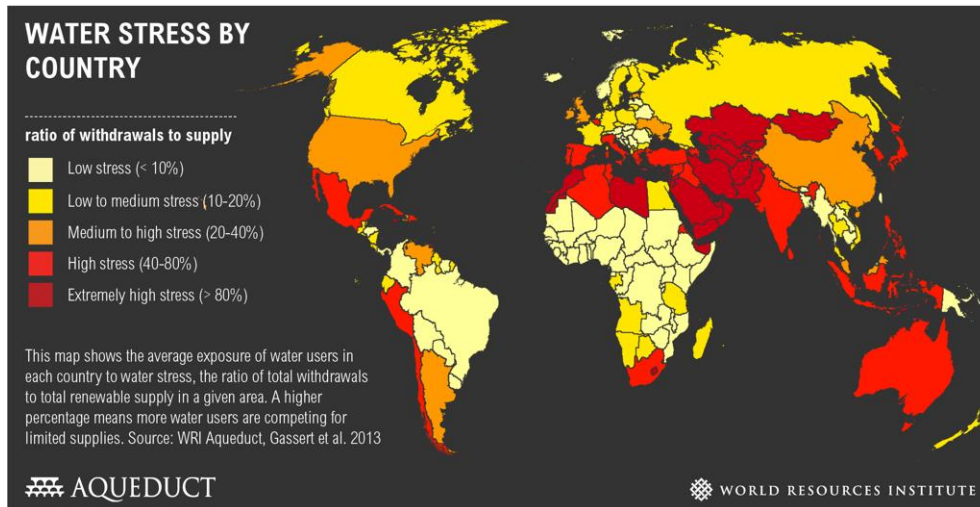 WATER STRESS BY
COUNTRY
ratio of withdrawals to supply
Low stress (< 10%)
Low to medium stress (10-20%)
Medium to high stress (20-40%)
High stress (40-80%)
Extremely high stress (> 80%)
This map shows the average exposure of water users in
each country to water stress, the ratio of total withdrawals
to total renewable supply in a given area. A higher
percentage means more water users are competing for
limited supplies. Source: WRI Aqueduct, Gassert et al. 2013
AQUEDUCT
WORLD RESOURCES INSTITUTE